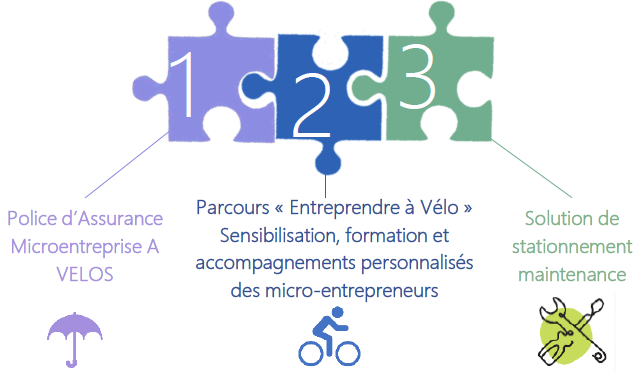 1
2
3
Police d'Assurance
Microentreprise A
VELOS
Parcours « Entreprendre à Vélo »
Sensibilisation, formation et
accompagnements personnalisés
des micro-entrepreneurs
Solution de
stationnement
maintenance